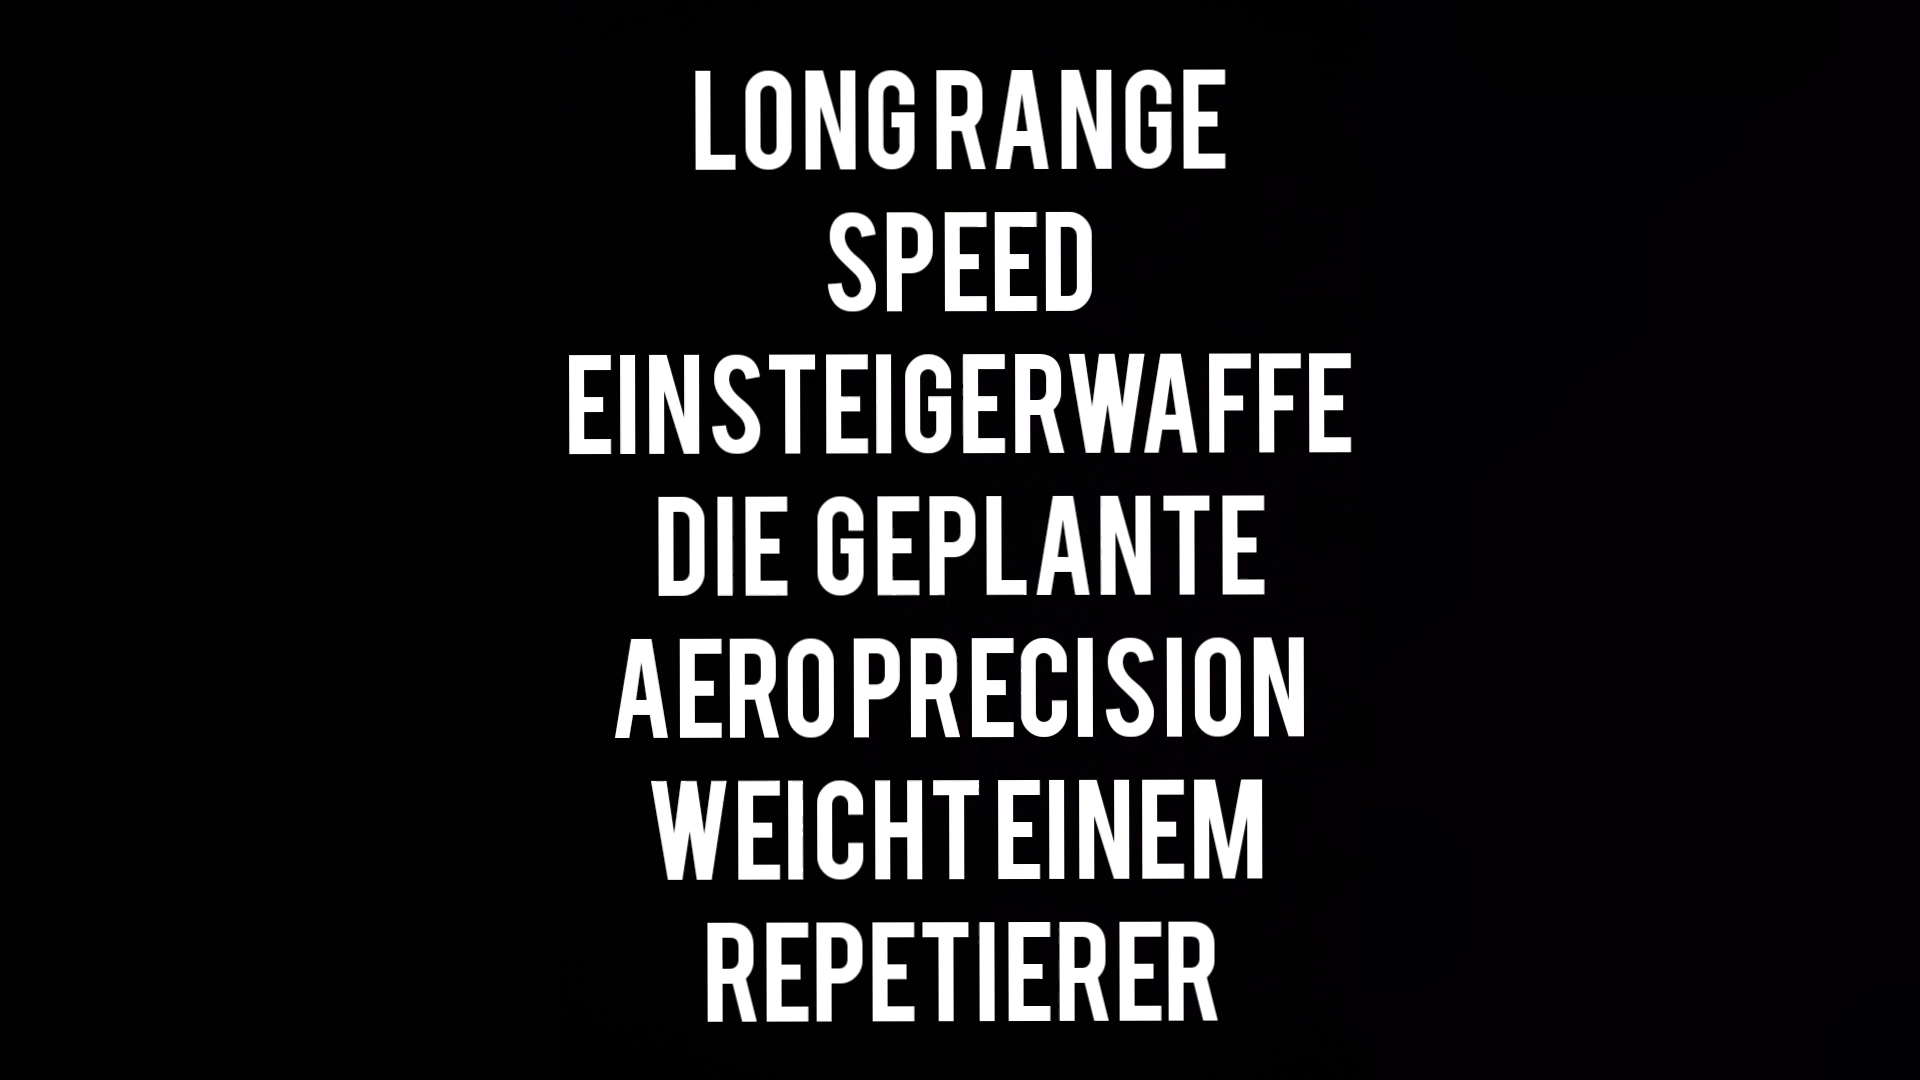 LONG RANGE
SPEED
EINSTEIGERWAFFE
DIE GEPLANTE
AERO PRECISION
WEICHT EINEM
REPETIERER